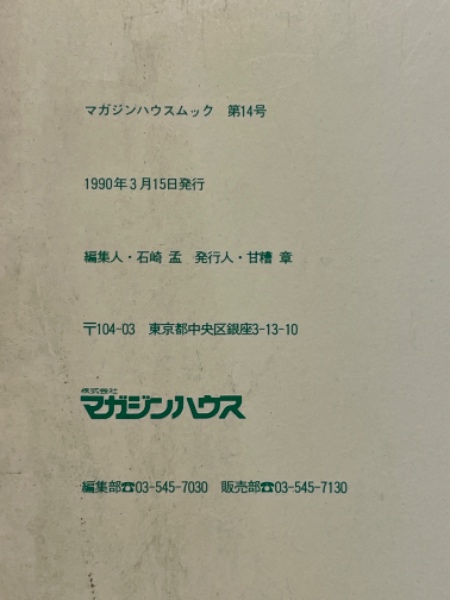 マガジンハウスムック　第14号
1990年3月15日発行
編集人・石崎 孟　発行人・甘糟 章
〒104-03　東京都中央区銀座3-13-10
株式会社
マガジンハウス
編集部☎03-545-7030　販売部☎03-545-7130